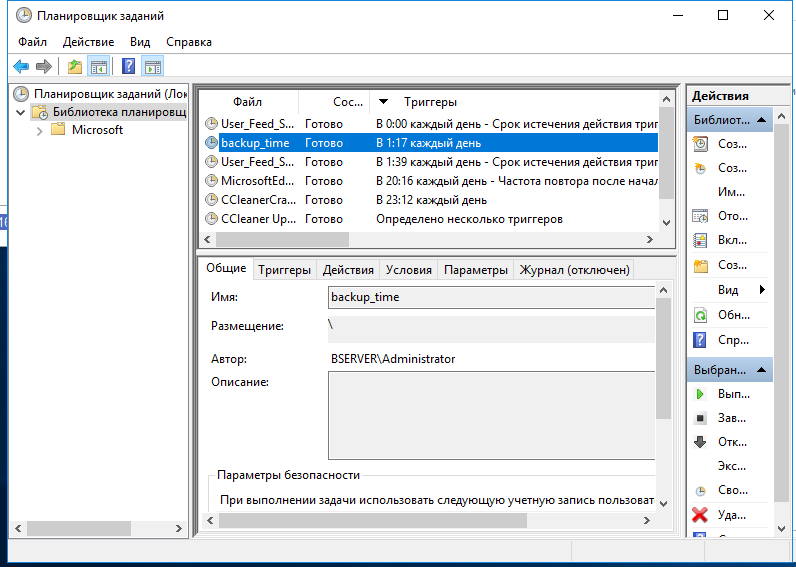 Планировщик заданий
Файл Действие Вид Справка
Планировщик заданий (Лок
Библиотека планировщ
Microsoft
Файл Сос... Триггеры
User_Feed_S... Готово В 0:00 каждый день - Срок истечения действия триг
backup_time Готово В 1:17 каждый день
User_Feed_S... Готово В 1:39 каждый день - Срок истечения действия триг
MicrosoftEd... Готово В 20:16 каждый день - Частота повтора после начал
CCleanerCra... Готово В 23:12 каждый день
CCleaner Up... Готово Определено несколько триггеров
Общие Триггеры Действия Условия Параметры Журнал (отключен)
Имя: backup_time
Размещение: \
Автор: BSERVER\Administrator
Описание:
Параметры безопасности
При выполнении задачи использовать следующую учетную запись пользоват
Действия
Библиот...
Соз...
Соз...
Им...
Ото...
Вкл...
Соз...
Вид
Обн...
Спр...
Выбран...
Вып...
Зав...
Отк...
Экс...
Сво...
Уда...